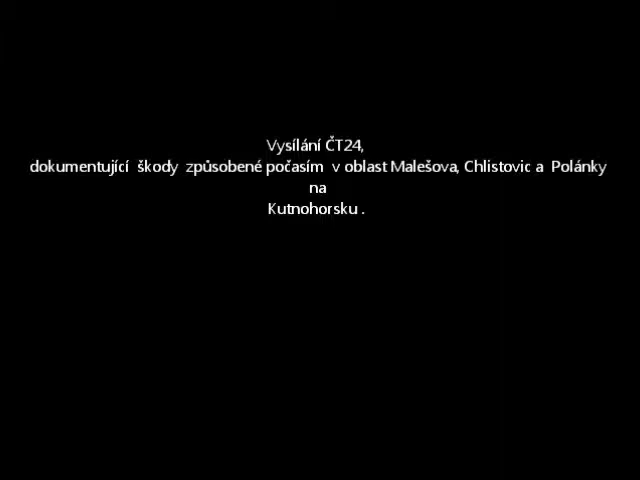 Vysílání ČT24,
dokumentující škody způsobené počasím v oblast Malešova, Chlistovic a Polánky
na
Kutnohorsku .